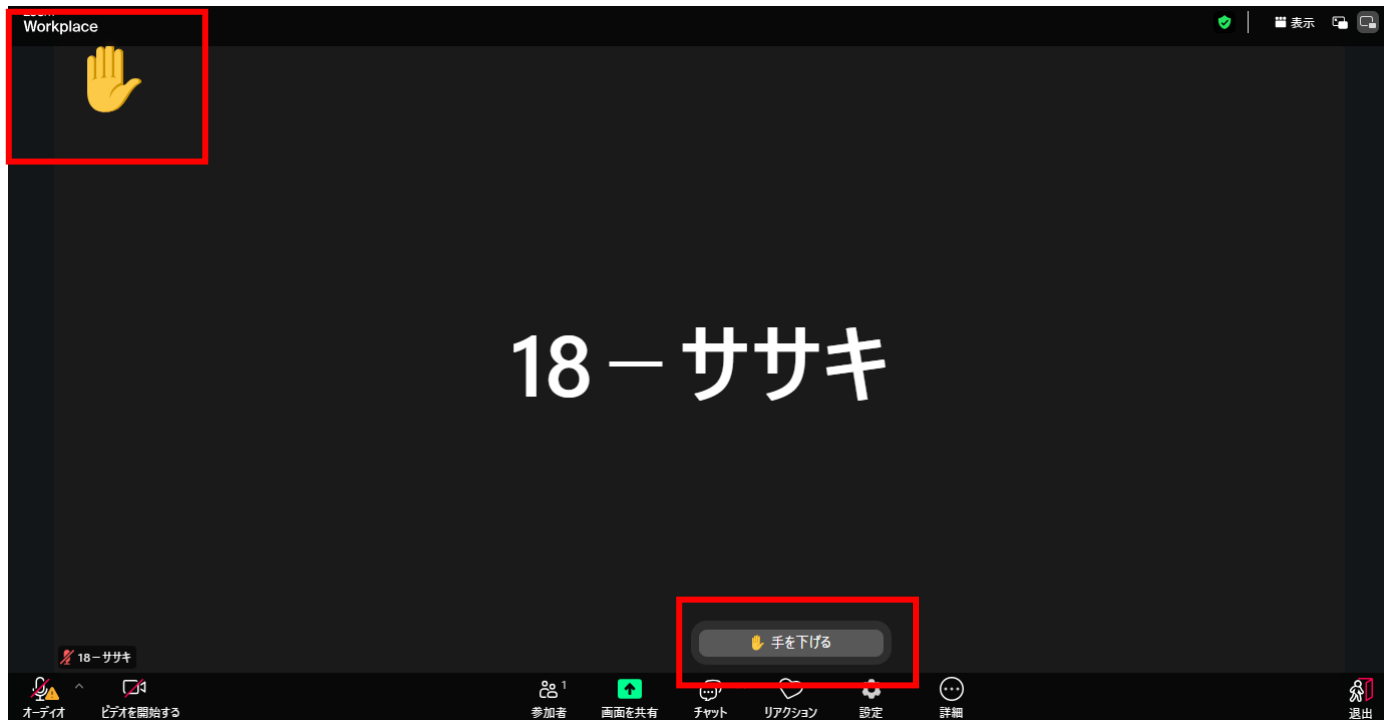 Workplace
表示
18－ササキ
手を下げる
18－ササキ
オーディオ
ビデオを開始する
参加者 1
画面を共有
チャット
リアクション
設定
詳細
退出